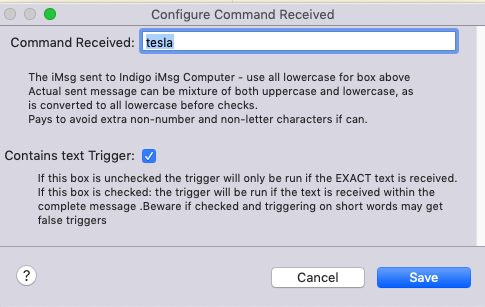 Configure Command Received
Command Received: tesla
The iMsg sent to Indigo iMsg Computer - use all lowercase for box above
Actual sent message can be mixture of both uppercase and lowercase, as
is converted to all lowercase before checks.
Pays to avoid extra non-number and non-letter characters if can.
Contains text Trigger:
If this box is unchecked the trigger will only be run if the EXACT text is received.
If this box is checked: the trigger will be run if the text is received within the
complete message .Beware if checked and triggering on short words may get
false triggers
?
Cancel
Save